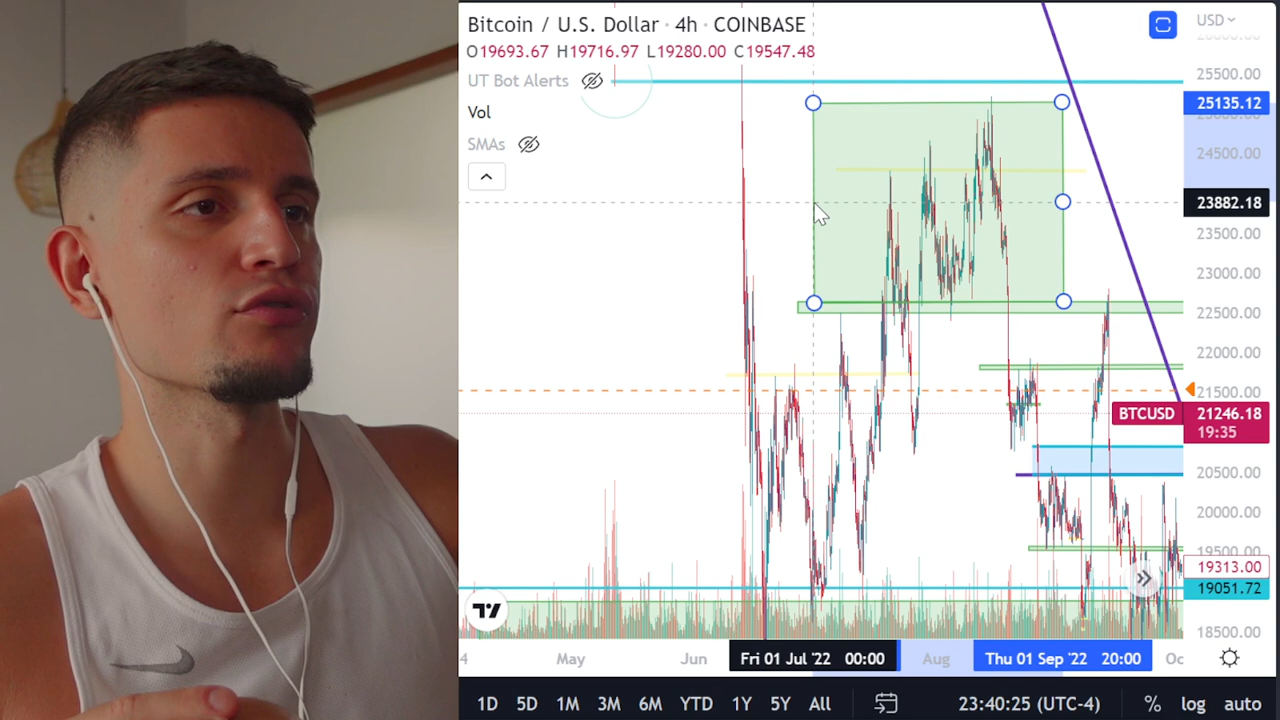 Bitcoin / U.S. Dollar · 4h · COINBASE
O19693.67 H19716.97 L19280.00 C19547.48
UT Bot Alerts
Vol
SMAs
USD
25500.00
25135.12
24500.00
23882.18
23500.00
23000.00
22500.00
22000.00
21500.00
BTCUSD 21246.18
19:35
20500.00
20000.00
19500.00
19313.00
19051.72
18500.00
4 May Jun Fri 01 Jul '22 00:00 Aug Thu 01 Sep '22 20:00 Oc
1D 5D 1M 3M 6M YTD 1Y 5Y All 23:40:25 (UTC-4) % log auto